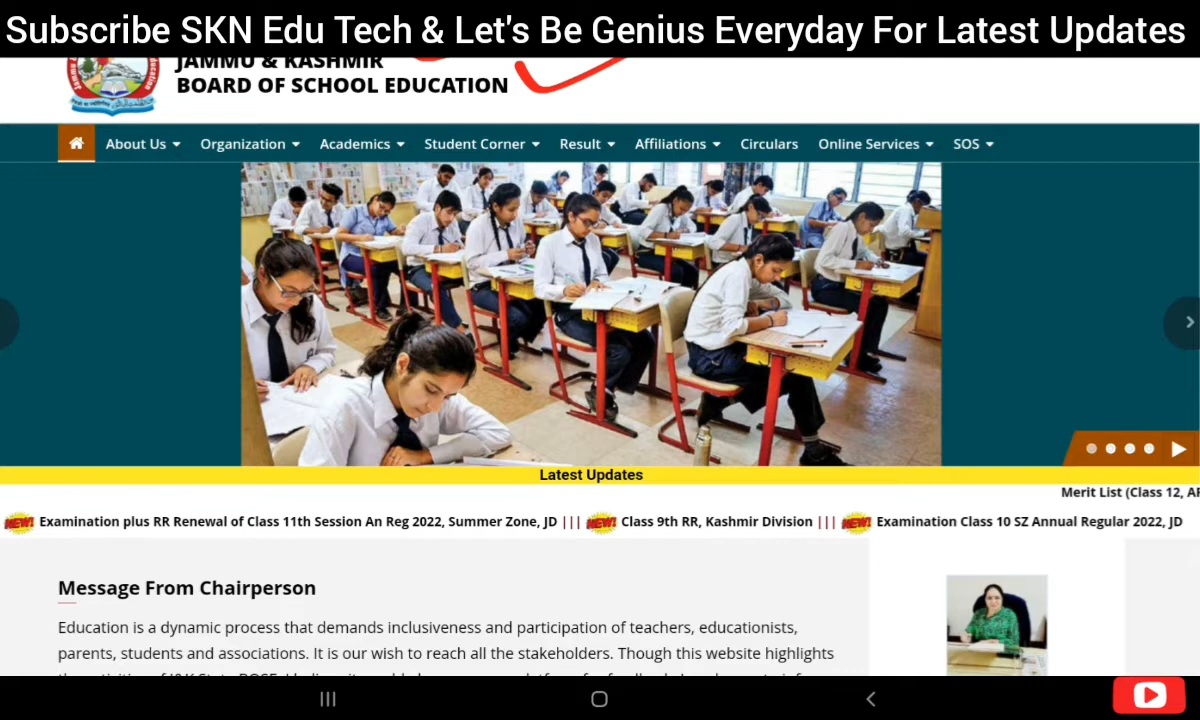 Subscribe SKN Edu Tech & Let's Be Genius Everyday For Latest Updates
JAMMU & KASHMIR
BOARD OF SCHOOL EDUCATION
About Us Organization Academics Student Corner Result Affiliations Circulars Online Services SOS
Latest Updates
Merit List (Class 12, AP
NEW! Examination plus RR Renewal of Class 11th Session An Reg 2022, Summer Zone, JD ||| NEW! Class 9th RR, Kashmir Division ||| NEW! Examination Class 10 SZ Annual Regular 2022, JD
Message From Chairperson
Education is a dynamic process that demands inclusiveness and participation of teachers, educationists,
parents, students and associations. It is our wish to reach all the stakeholders. Though this website highlights